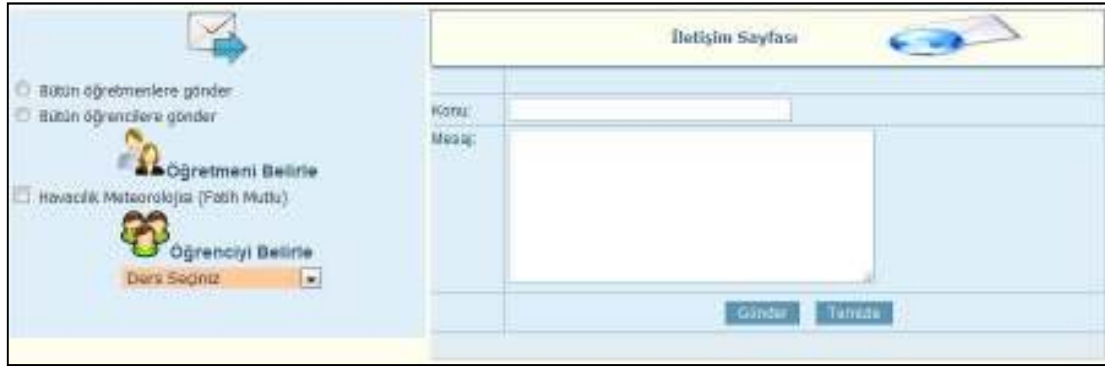 Bütün öğretmenlere gönder
Bütün öğrencilere gönder
Öğretmeni Belirle
Havacılık Meteorolojisi (Fatih Mutlu)
Öğrenciyi Belirle
Ders Seçiniz
İletişim Sayfası
Konu:
Mesaj:
Gönder
Temizle